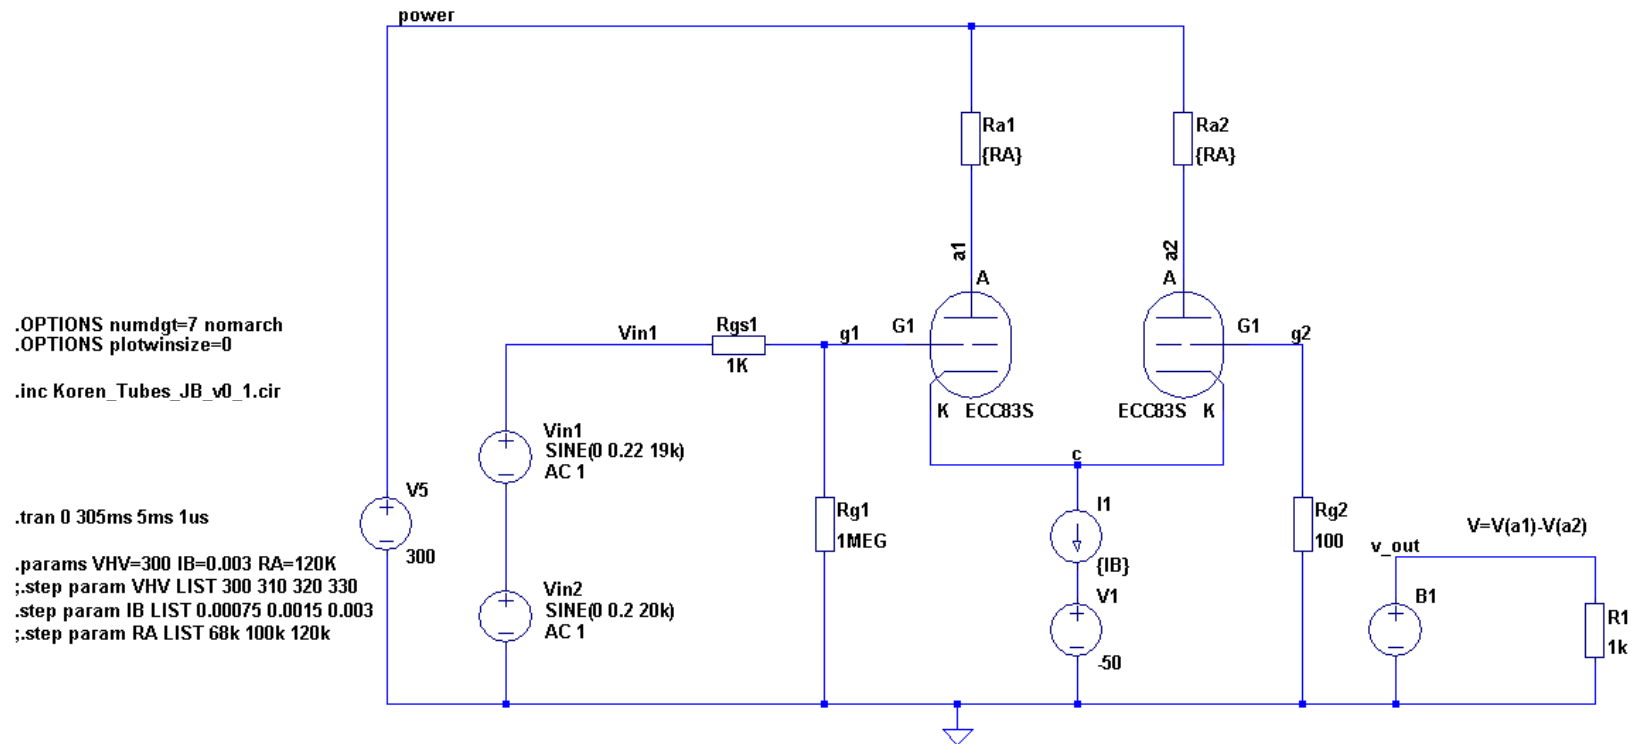 power
Ra1
{RA}
Ra2
{RA}
a1
a2
A
A
.OPTIONS numdgt=7 nomarch
.OPTIONS plotwinsize=0
Vin1
Rgs1
1K
g1
G1
G1
g2
.inc Koren_Tubes_JB_v0_1.cir
K ECC83S
ECC83S K
Vin1
SINE(0 0.22 19k)
AC 1
c
V5
300
Rg1
1MEG
I1
{IB}
Rg2
100
V=V(a1)-V(a2)
v_out
.tran 0 305ms 5ms 1us
.params VHV=300 IB=0.003 RA=120K
;.step param VHV LIST 300 310 320 330
.step param IB LIST 0.00075 0.0015 0.003
;.step param RA LIST 68k 100k 120k
Vin2
SINE(0 0.2 20k)
AC 1
V1
-50
B1
R1
1k